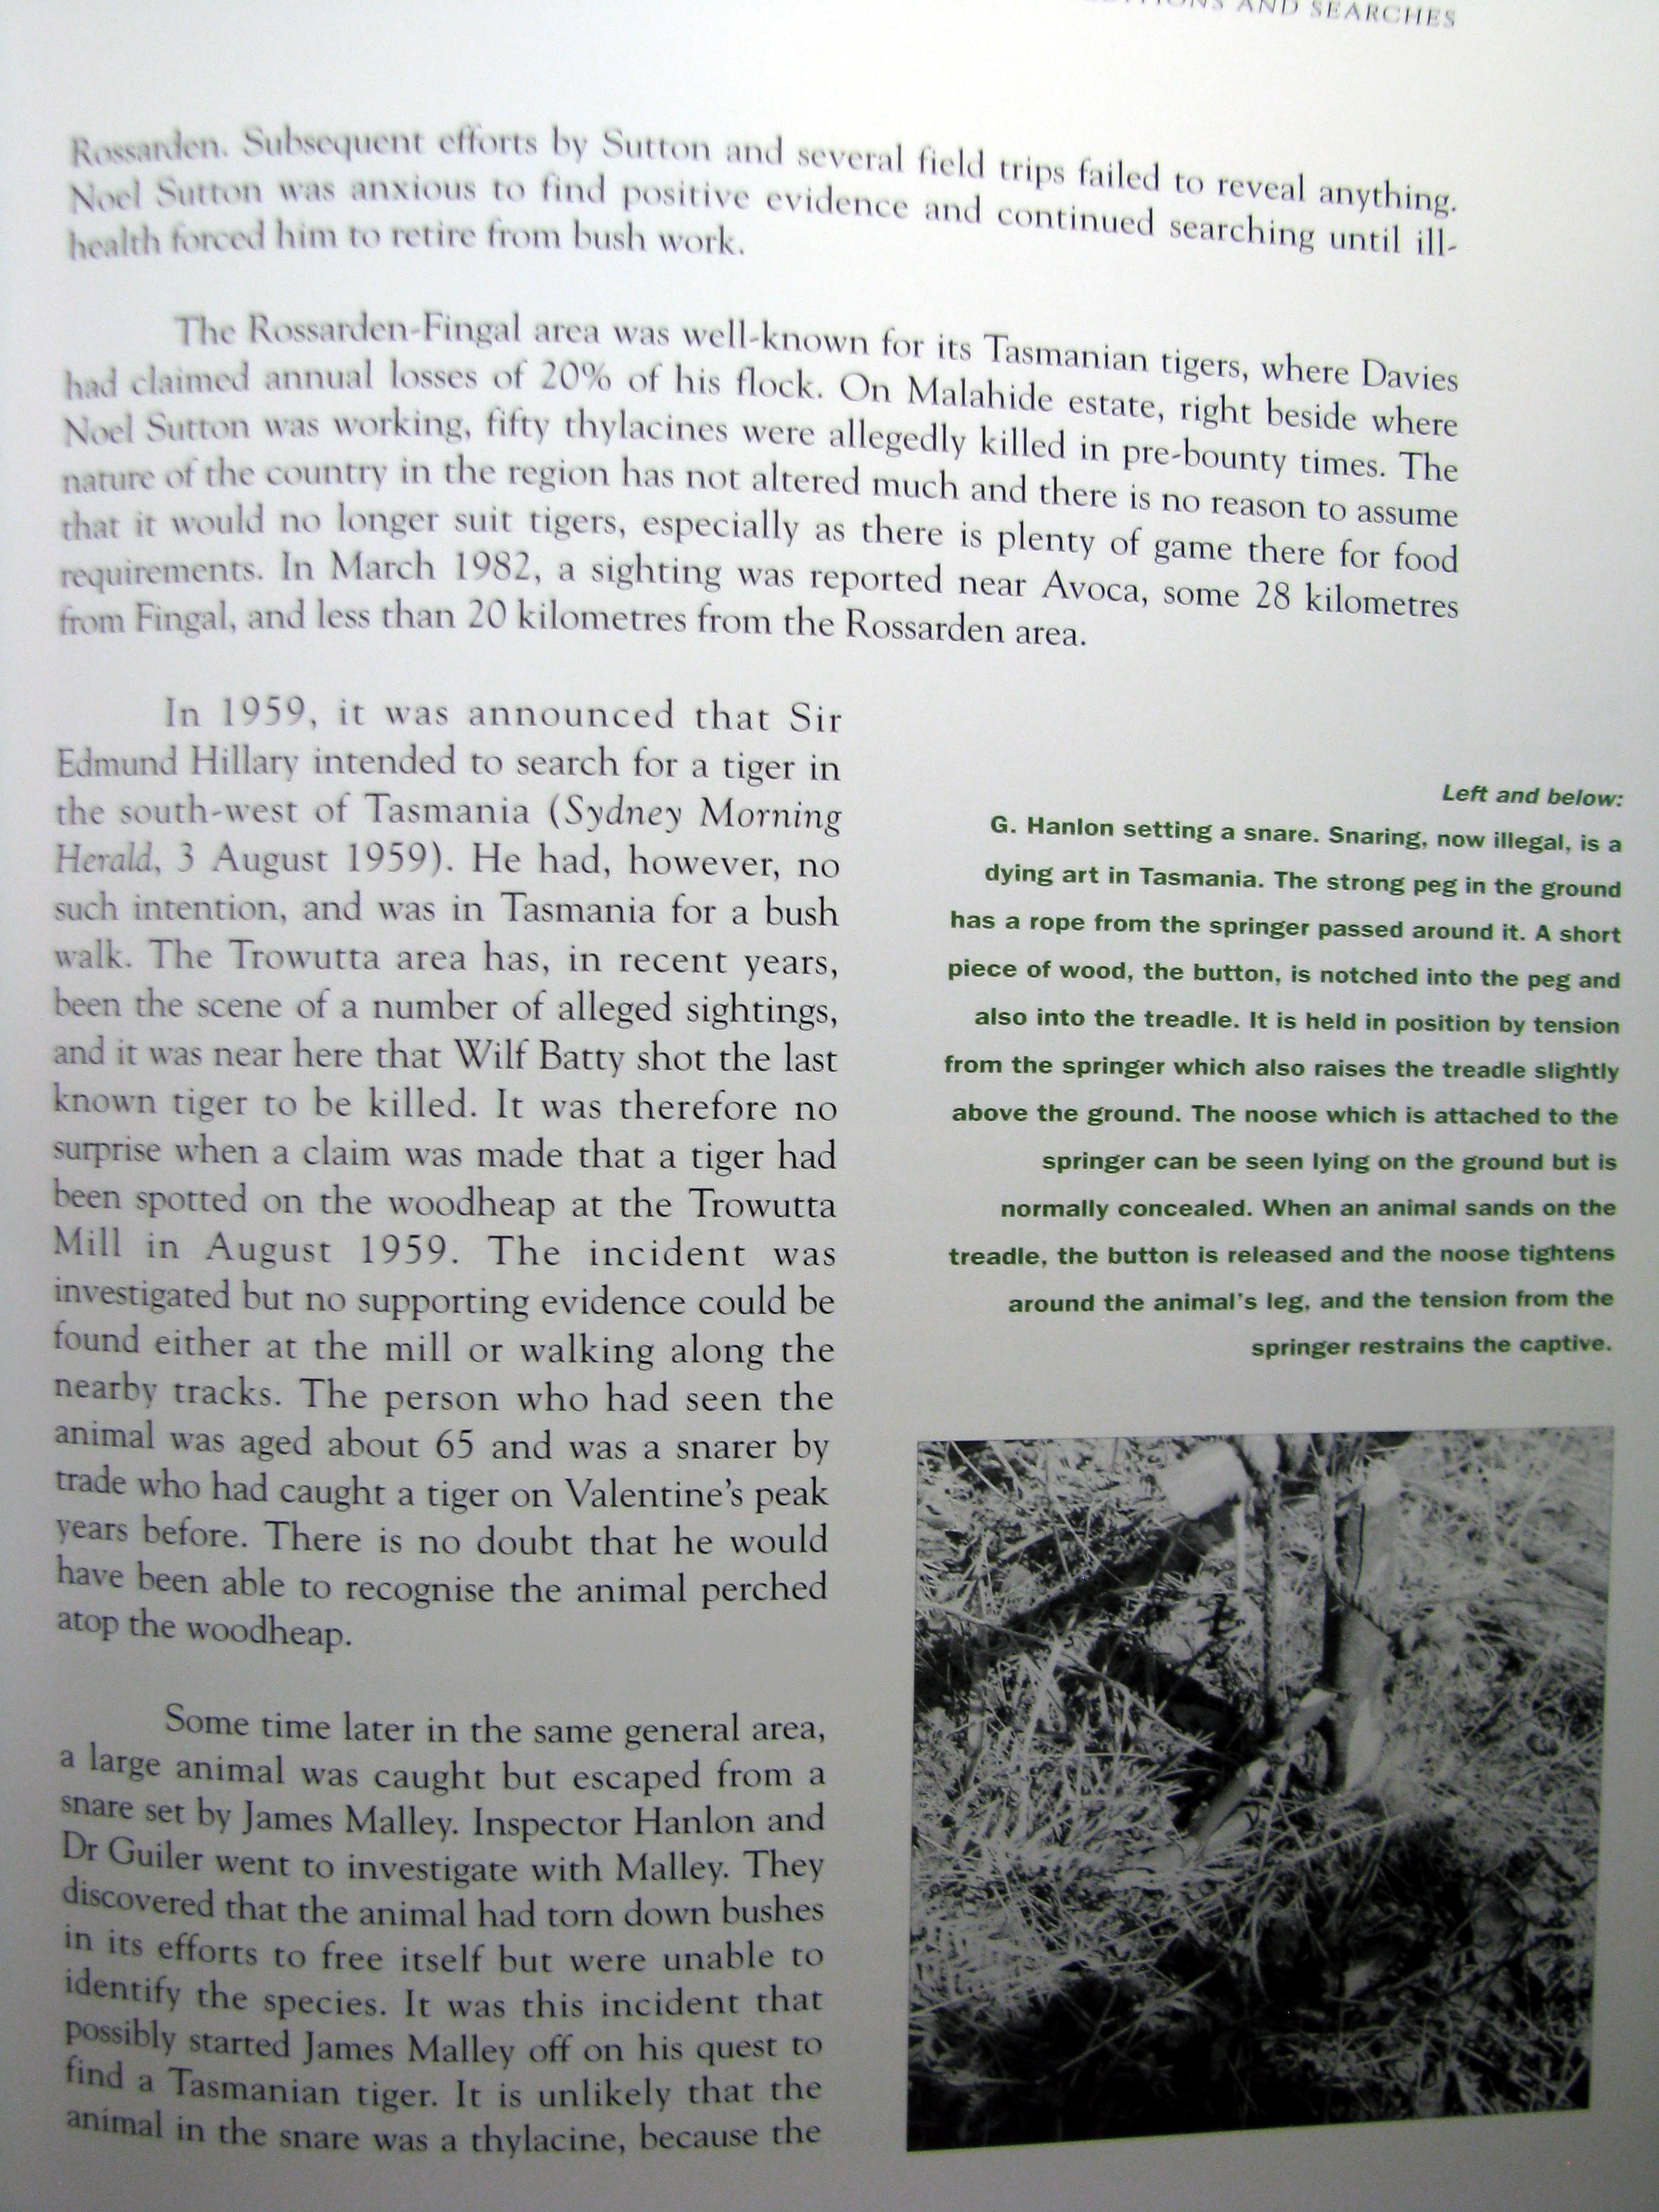 AND SEARCHES
Rossarden. Subsequent efforts by Sutton and several field trips failed to reveal anything.
Noel Sutton was anxious to find positive evidence and continued searching until ill-
health forced him to retire from bush work.
The Rossarden-Fingal area was well-known for its Tasmanian tigers, where Davies
had claimed annual losses of 20% of his flock. On Malahide estate, right beside where
Noel Sutton was working, fifty thylacines were allegedly killed in pre-bounty times. The
nature of the country in the region has not altered much and there is no reason to assume
that it would no longer suit tigers, especially as there is plenty of game there for food
requirements. In March 1982, a sighting was reported near Avoca, some 28 kilometres
from Fingal, and less than 20 kilometres from the Rossarden area.
In 1959, it was announced that Sir
Edmund Hillary intended to search for a tiger in
the south-west of Tasmania (Sydney Morning
Herald, 3 August 1959). He had, however, no
such intention, and was in Tasmania for a bush
walk. The Trowutta area has, in recent years,
been the scene of a number of alleged sightings,
and it was near here that Wilf Batty shot the last
known tiger to be killed. It was therefore no
surprise when a claim was made that a tiger had
been spotted on the woodheap at the Trowutta
Mill in August 1959. The incident was
investigated but no supporting evidence could be
found either at the mill or walking along the
nearby tracks. The person who had seen the
animal was aged about 65 and was a snarer by
trade who had caught a tiger on Valentine's peak
years before. There is no doubt that he would
have been able to recognise the animal perched
atop the woodheap.
Some time later in the same general area,
a large animal was caught but escaped from a
snare set by James Malley. Inspector Hanlon and
Dr Guiler went to investigate with Malley. They
discovered that the animal had torn down bushes
in its efforts to free itself but were unable to
identify the species. It was this incident that
possibly started James Malley off on his quest to
find a Tasmanian tiger. It is unlikely that the
animal in the snare was a thylacine, because the
Left and below:
G. Hanlon setting a snare. Snaring, now illegal, is a
dying art in Tasmania. The strong peg in the ground
has a rope from the springer passed around it. A short
piece of wood, the button, is notched into the peg and
also into the treadle. It is held in position by tension
from the springer which also raises the treadle slightly
above the ground. The noose which is attached to the
springer can be seen lying on the ground but is
normally concealed. When an animal sands on the
treadle, the button is released and the noose tightens
around the animal's leg, and the tension from the
springer restrains the captive.